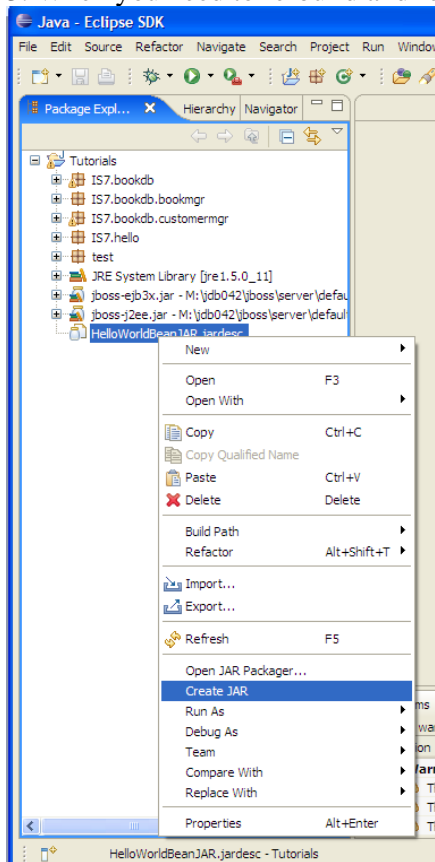 Java - Eclipse SDK
File Edit Source Refactor Navigate Search Project Run Window
Package Expl... Hierarchy Navigator
Tutorials
IS7.bookdb
IS7.bookdb.bookmgr
IS7.bookdb.customermgr
IS7.hello
test
JRE System Library [jre1.5.0_11]
jboss-ejb3x.jar - M:\jdb042\jboss\server\defau
jboss-j2ee.jar - M:\jdb042\jboss\server\default
HelloWorldBeanJAR.jardesc
New
Open F3
Open With
Copy Ctrl+C
Copy Qualified Name
Paste Ctrl+V
Delete Delete
Build Path
Refactor Alt+Shift+T
Import...
Export...
Refresh F5
Open JAR Packager...
Create JAR
Run As
Debug As
Team
Compare With
Replace With
Properties Alt+Enter
ms
wa
ion
T
T
T
HelloWorldBeanJAR.jardesc - Tutorials